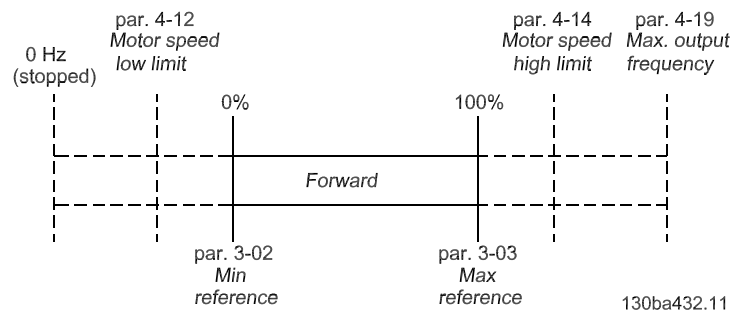 par. 4-12
Motor speed
low limit
par. 4-14
Motor speed
high limit
par. 4-19
Max. output
frequency
0 Hz
(stopped)
0%
100%
Forward
par. 3-02
Min
reference
par. 3-03
Max
reference
130ba432.11